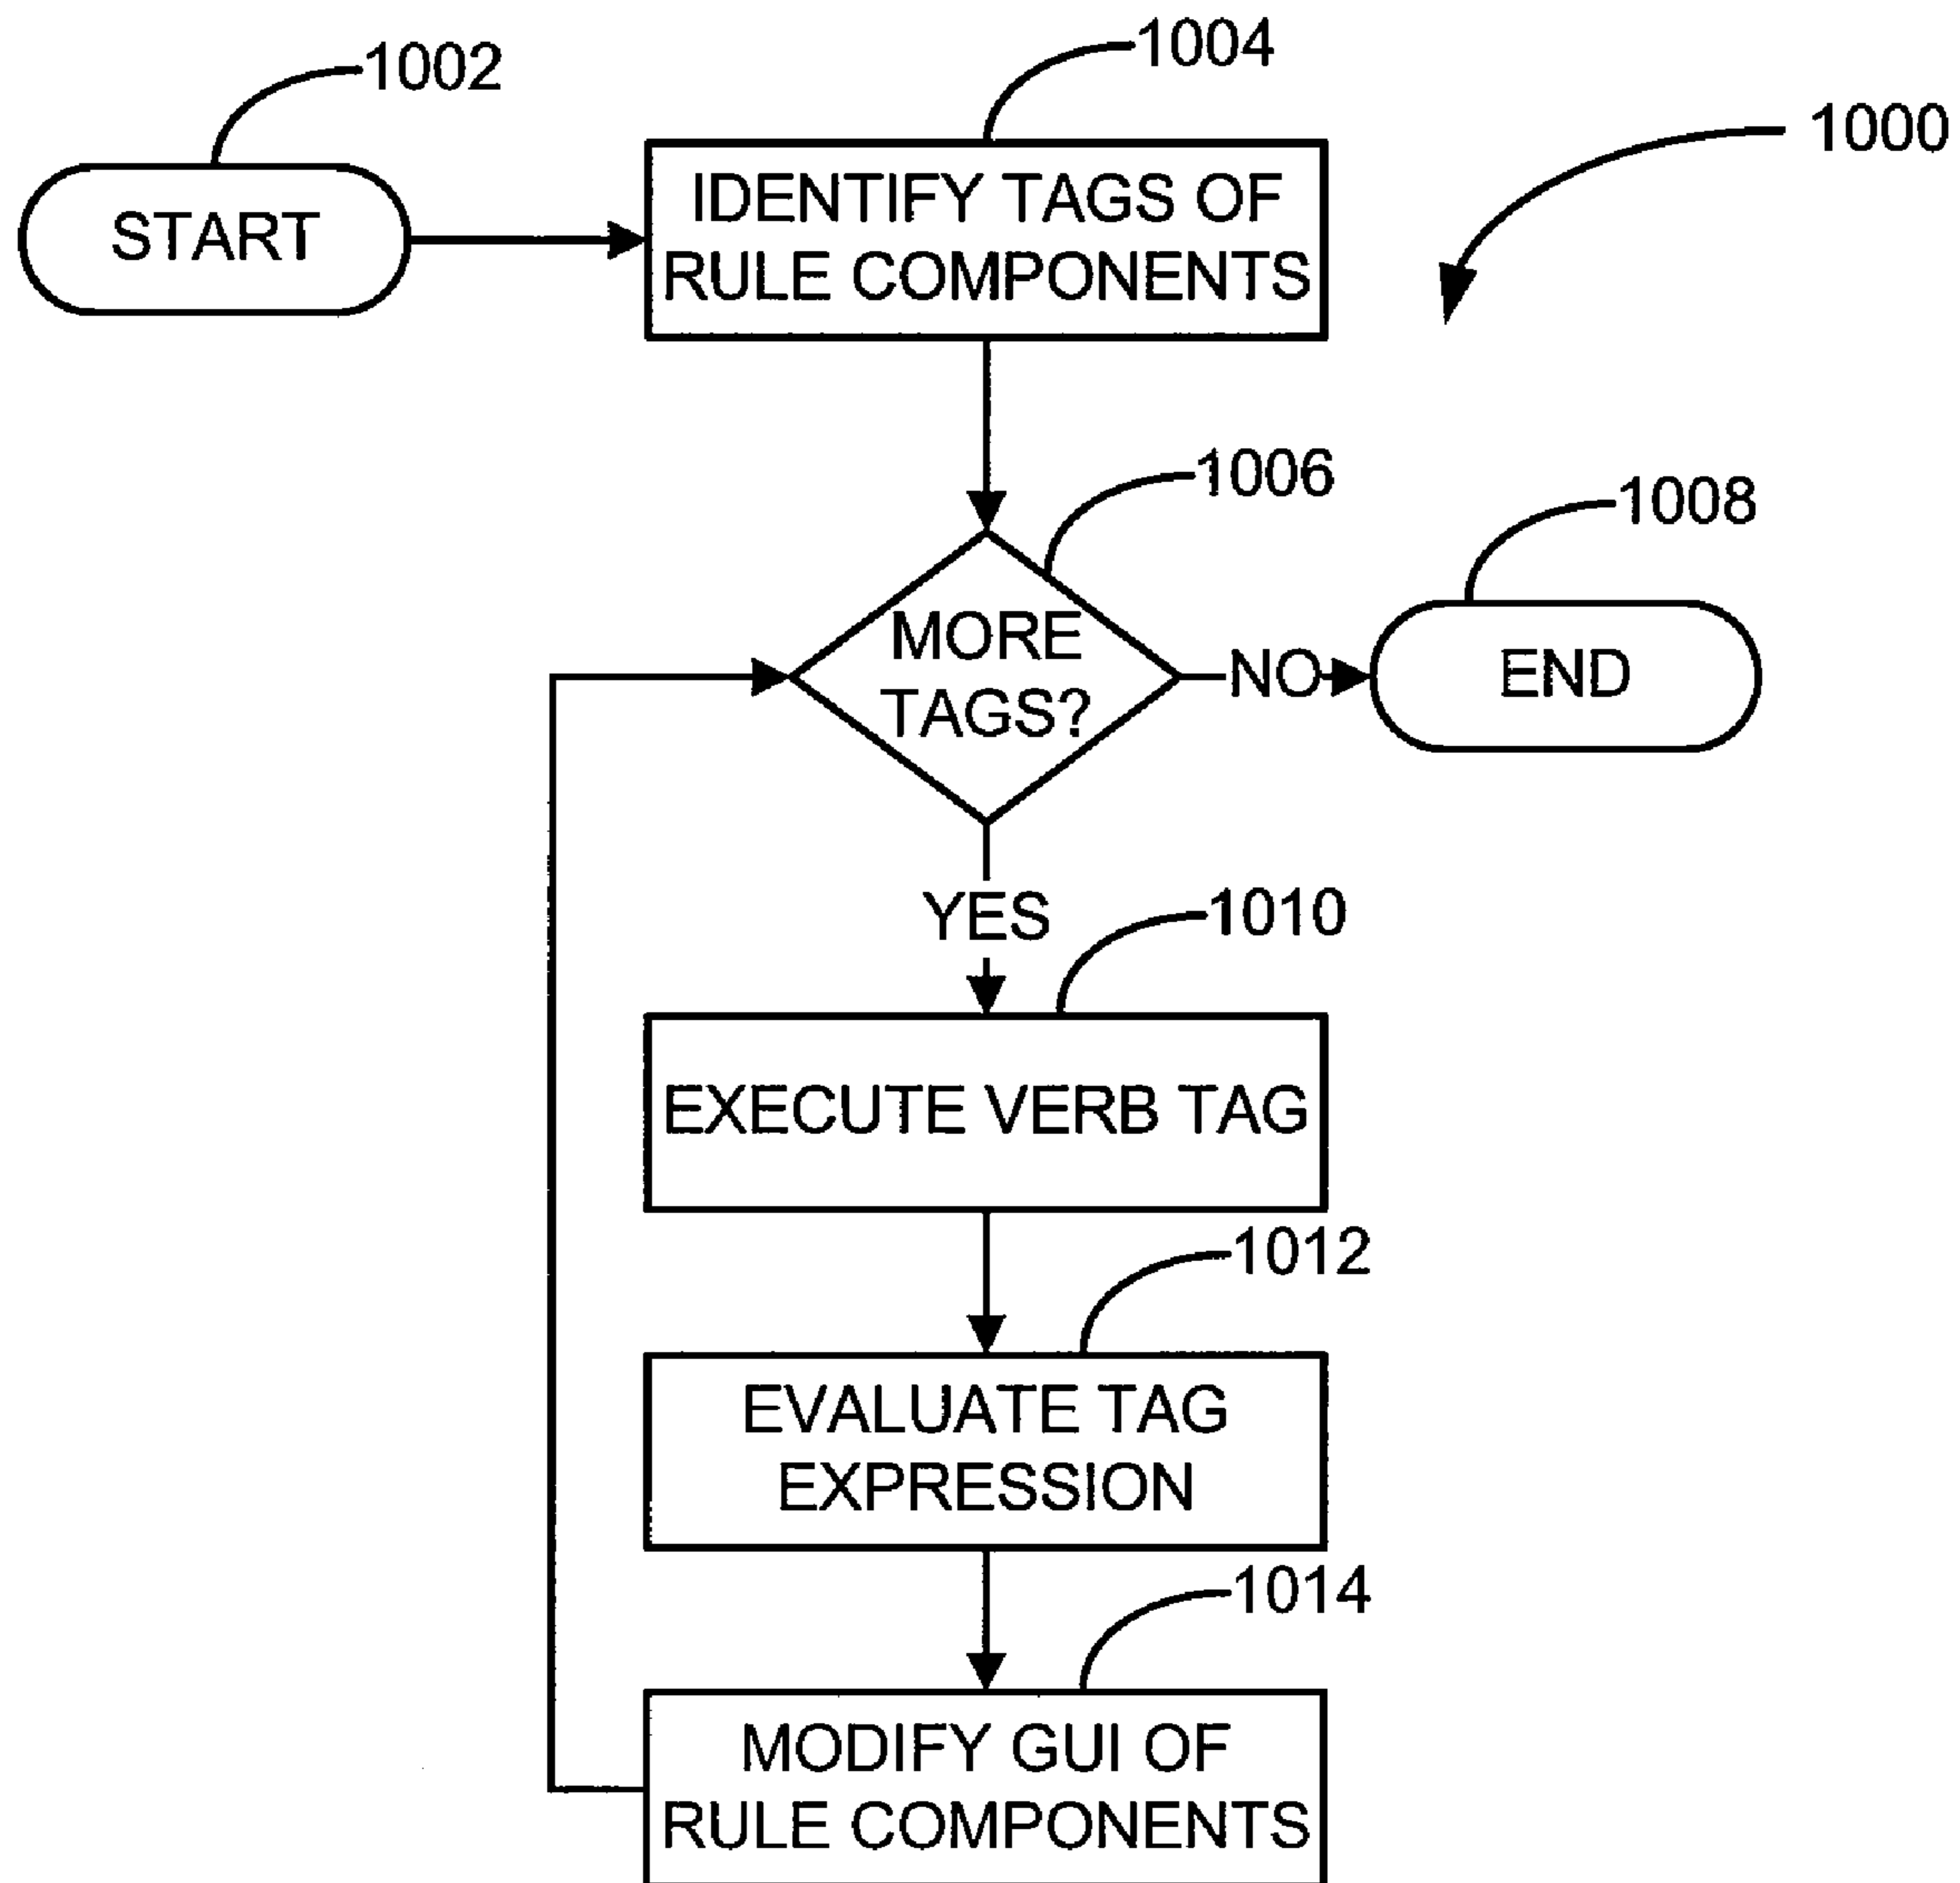 1002
1004
1000
START
IDENTIFY TAGS OF
RULE COMPONENTS
1006
1008
MORE
TAGS?
NO
END
YES
1010
EXECUTE VERB TAG
1012
EVALUATE TAG
EXPRESSION
1014
MODIFY GUI OF
RULE COMPONENTS